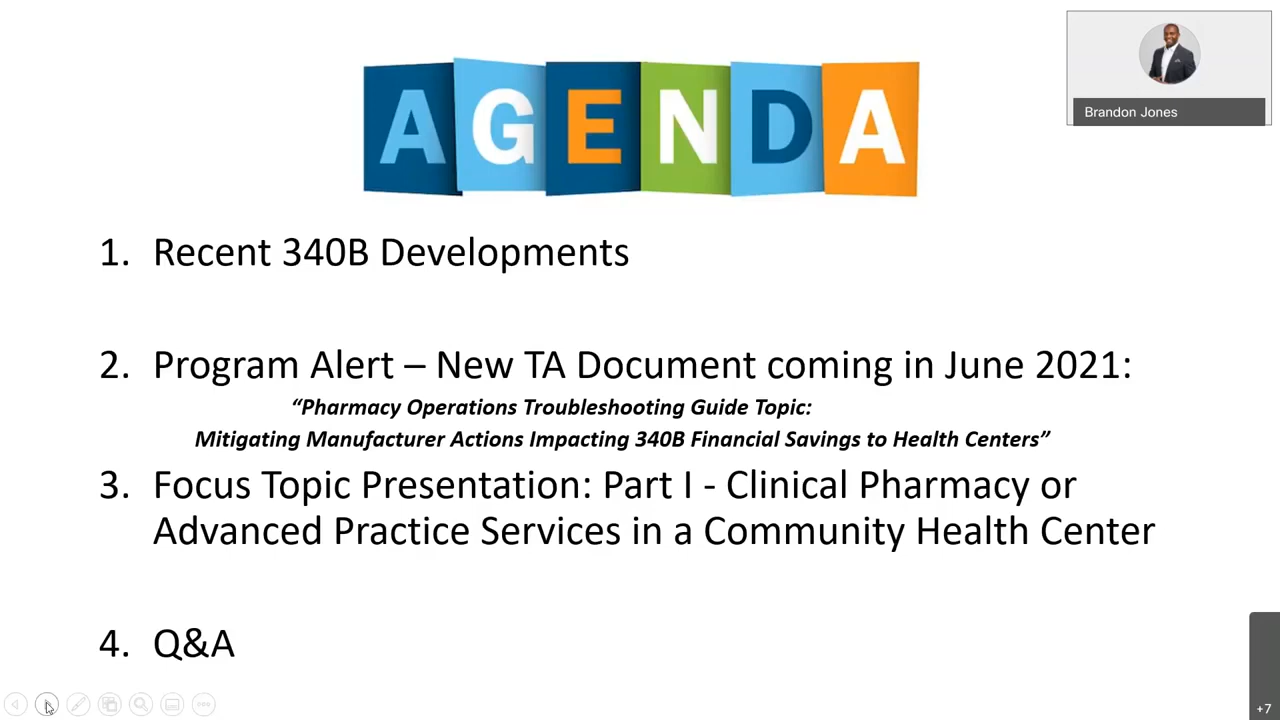 AGENDA
Brandon Jones
1. Recent 340B Developments
2. Program Alert – New TA Document coming in June 2021:
“Pharmacy Operations Troubleshooting Guide Topic:
Mitigating Manufacturer Actions Impacting 340B Financial Savings to Health Centers”
3. Focus Topic Presentation: Part I - Clinical Pharmacy or
Advanced Practice Services in a Community Health Center
4. Q&A
+7